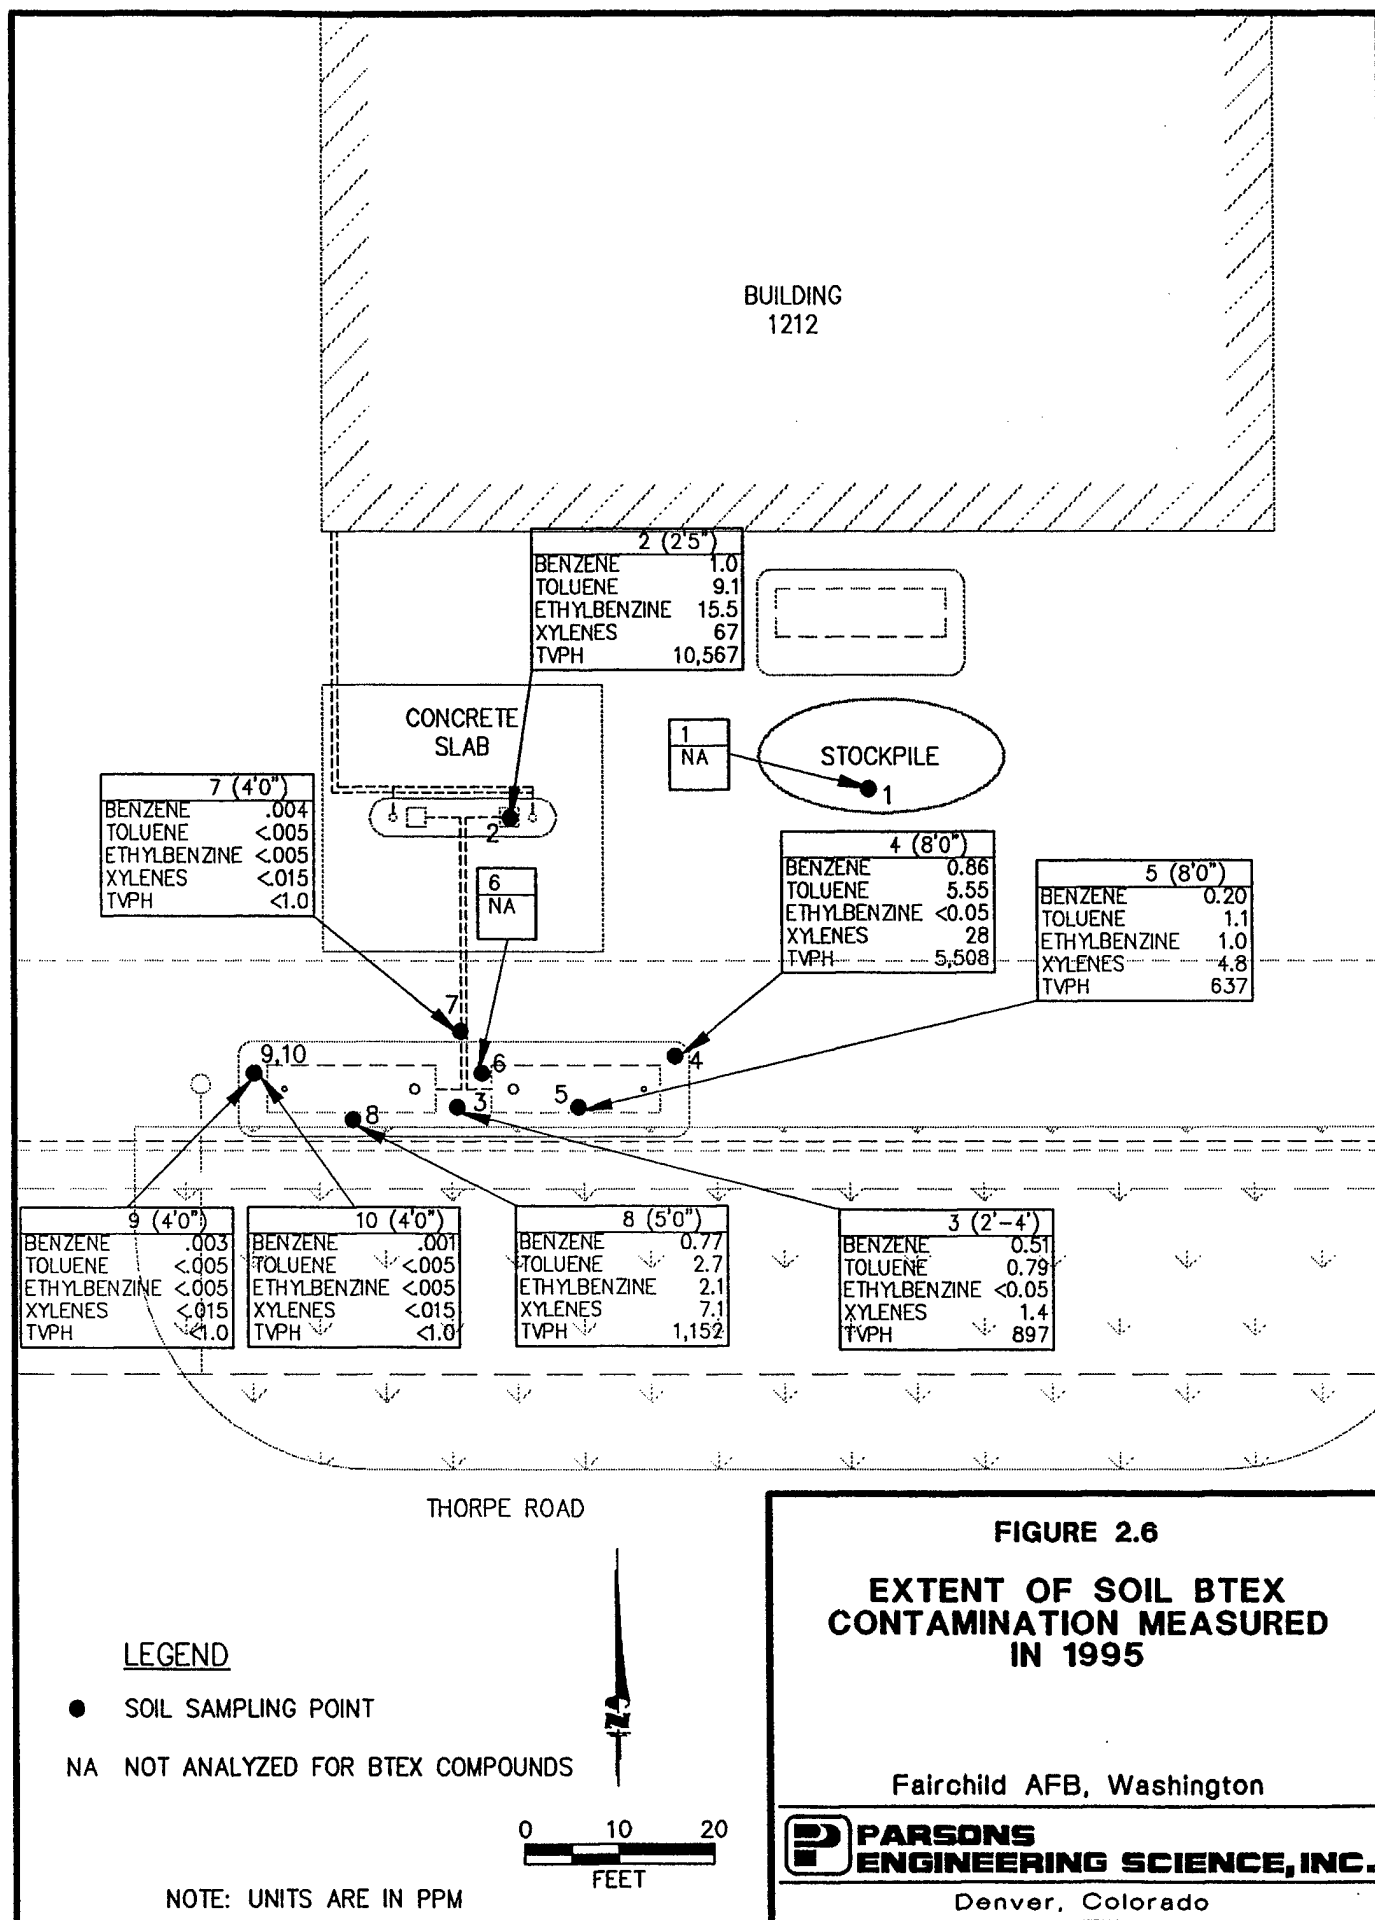 BUILDING
1212
2 (2'5")
BENZENE 1.0
TOLUENE 9.1
ETHYLBENZINE 15.5
XYLENES 67
TVPH 10,567
CONCRETE
SLAB
1
NA
STOCKPILE
1
7 (4'0")
BENZENE .004
TOLUENE <.005
ETHYLBENZINE <.005
XYLENES <.015
TVPH <1.0
2
6
NA
4 (8'0")
BENZENE 0.86
TOLUENE 5.55
ETHYLBENZINE <0.05
XYLENES 28
TVPH 5,508
5 (8'0")
BENZENE 0.20
TOLUENE 1.1
ETHYLBENZINE 1.0
XYLENES 4.8
TVPH 637
7
9,10
6
4
8
3
5
9 (4'0")
BENZENE .003
TOLUENE <.005
ETHYLBENZINE <.005
XYLENES <.015
TVPH <1.0
10 (4'0")
BENZENE .001
TOLUENE <.005
ETHYLBENZINE <.005
XYLENES <.015
TVPH <1.0
8 (5'0")
BENZENE 0.77
TOLUENE 2.7
ETHYLBENZINE 2.1
XYLENES 7.1
TVPH 1,152
3 (2'-4')
BENZENE 0.51
TOLUENE 0.79
ETHYLBENZINE <0.05
XYLENES 1.4
TVPH 897
THORPE ROAD
LEGEND
SOIL SAMPLING POINT
NA NOT ANALYZED FOR BTEX COMPOUNDS
N
0 10 20
FEET
NOTE: UNITS ARE IN PPM
FIGURE 2.6
EXTENT OF SOIL BTEX
CONTAMINATION MEASURED
IN 1995
Fairchild AFB, Washington
PARSONS
ENGINEERING SCIENCE, INC.
Denver, Colorado